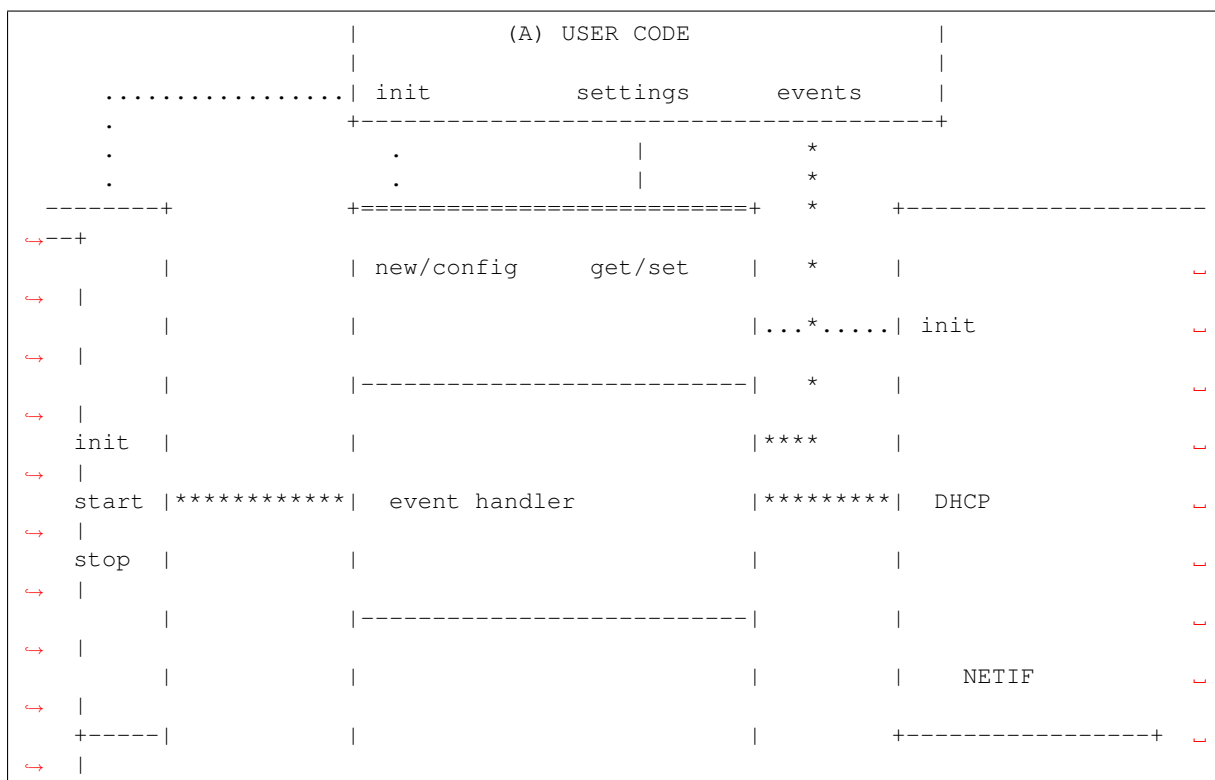 |          (A) USER CODE                 |
                       |                                        |
      .................| init          settings      events     |
      .                +----------------------------------------+
      .                   .                |           *
      .                   .                |           *
  --------+            +===========================+   *     +---------------------
↪--+
          |            | new/config     get/set    |   *     |                    ␣
↪  |
          |            |                           |...*.....| init               ␣
↪  |
          |            |---------------------------|   *     |                    ␣
↪  |
    init  |            |                           |****     |                    ␣
↪  |
    start |************|  event handler            |*********|  DHCP              ␣
↪  |
    stop  |            |                           |         |                    ␣
↪  |
          |            |---------------------------|         |                    ␣
↪  |
          |            |                           |         |    NETIF           ␣
↪  |
    +-----|            |                           |         +-----------------+  ␣
↪  |